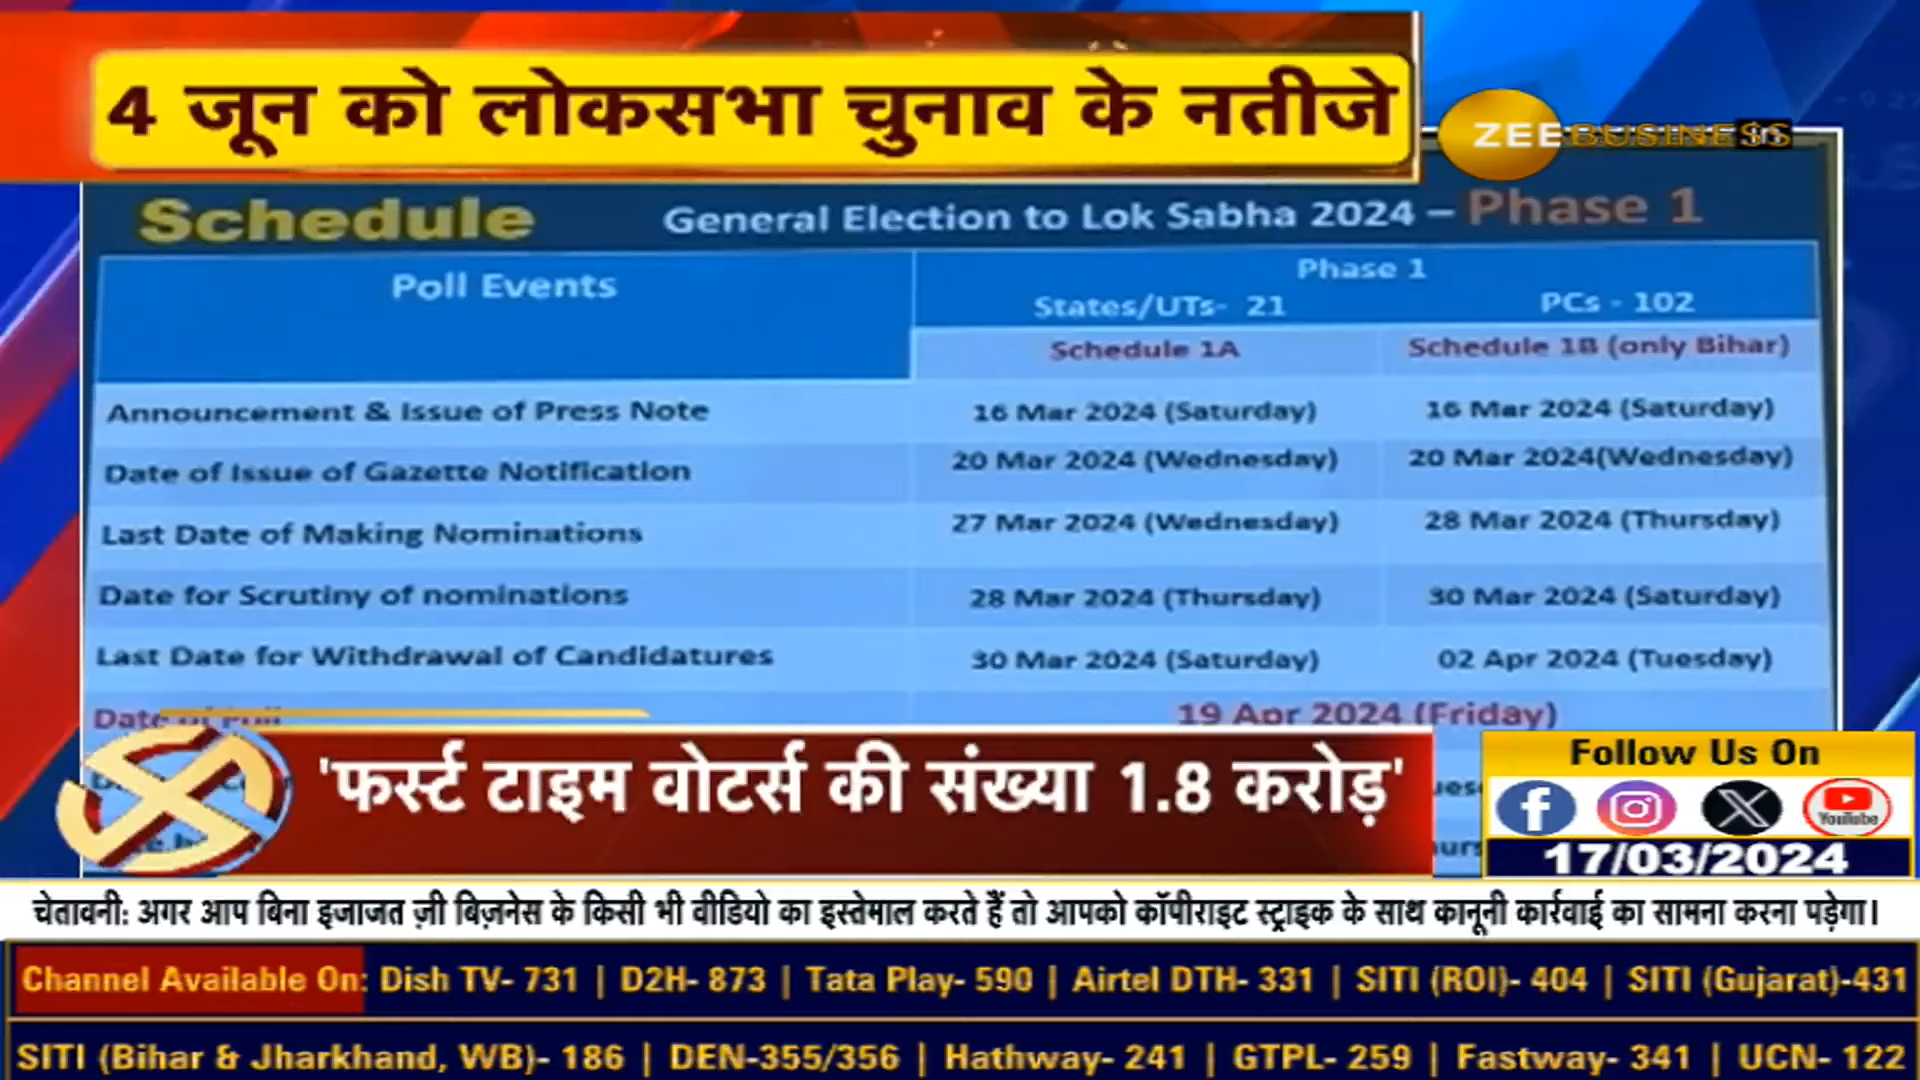 4 जून को लोकसभा चुनाव के नतीजे
ZEE BUSINESS
Schedule General Election to Lok Sabha 2024 – Phase 1
Poll Events Phase 1
States/UTs- 21 PCs - 102
Schedule 1A Schedule 1B (only Bihar)
Announcement & Issue of Press Note 16 Mar 2024 (Saturday) 16 Mar 2024 (Saturday)
Date of Issue of Gazette Notification 20 Mar 2024 (Wednesday) 20 Mar 2024(Wednesday)
Last Date of Making Nominations 27 Mar 2024 (Wednesday) 28 Mar 2024 (Thursday)
Date for Scrutiny of nominations 28 Mar 2024 (Thursday) 30 Mar 2024 (Saturday)
Last Date for Withdrawal of Candidatures 30 Mar 2024 (Saturday) 02 Apr 2024 (Tuesday)
Date of Poll 19 Apr 2024 (Friday)
'फर्स्ट टाइम वोटर्स की संख्या 1.8 करोड़'
Follow Us On
YouTube
17/03/2024
चेतावनी: अगर आप बिना इजाजत ज़ी बिज़नेस के किसी भी वीडियो का इस्तेमाल करते हैं तो आपको कॉपीराइट स्ट्राइक के साथ कानूनी कार्रवाई का सामना करना पड़ेगा।
Channel Available On: Dish TV- 731 | D2H- 873 | Tata Play- 590 | Airtel DTH- 331 | SITI (ROI)- 404 | SITI (Gujarat)-431
SITI (Bihar & Jharkhand, WB)- 186 | DEN-355/356 | Hathway- 241 | GTPL- 259 | Fastway- 341 | UCN- 122